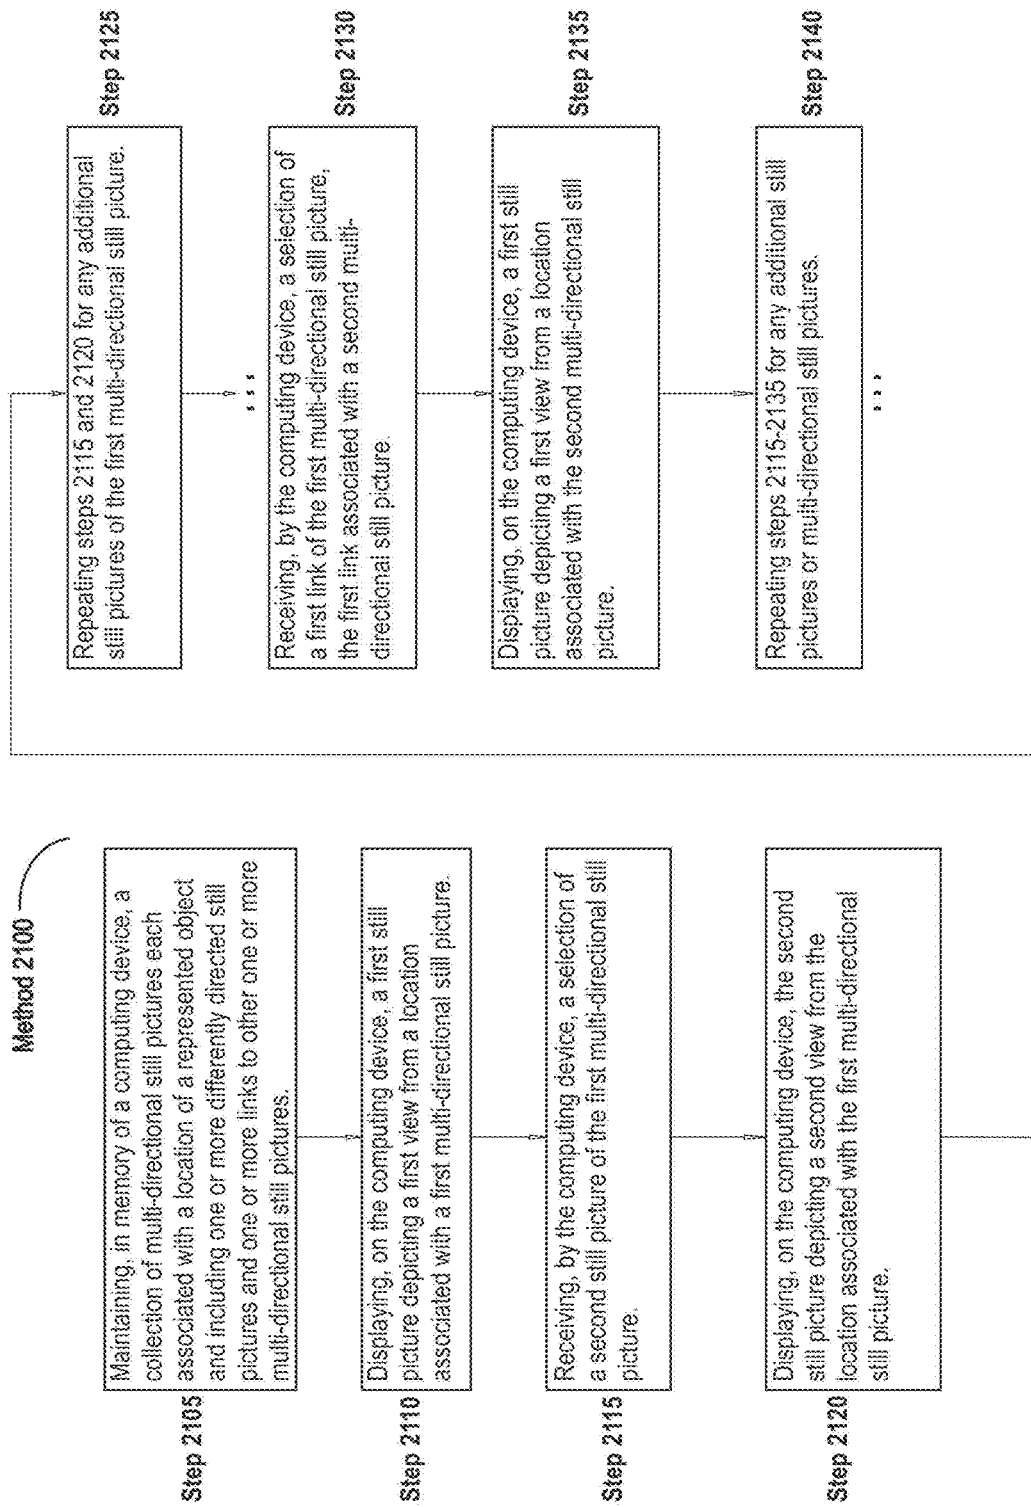 Method 2100
Step 2105
Maintaining, in memory of a computing device, a
collection of multi-directional still pictures each
associated with a location of a represented object
and including one or more differently directed still
pictures and one or more links to other one or more
multi-directional still pictures.
Step 2110
Displaying, on the computing device, a first still
picture depicting a first view from a location
associated with a first multi-directional still picture.
Step 2115
Receiving, by the computing device, a selection of
a second still picture of the first multi-directional still
picture.
Step 2120
Displaying, on the computing device, the second
still picture depicting a second view from the
location associated with the first multi-directional
still picture.
Repeating steps 2115 and 2120 for any additional
still pictures of the first multi-directional still picture.
Step 2125
Receiving, by the computing device, a selection of
a first link of the first multi-directional still picture,
the first link associated with a second multi-
directional still picture.
Step 2130
Displaying, on the computing device, a first still
picture depicting a first view from a location
associated with the second multi-directional still
picture.
Step 2135
Repeating steps 2115-2135 for any additional still
pictures or multi-directional still pictures.
Step 2140